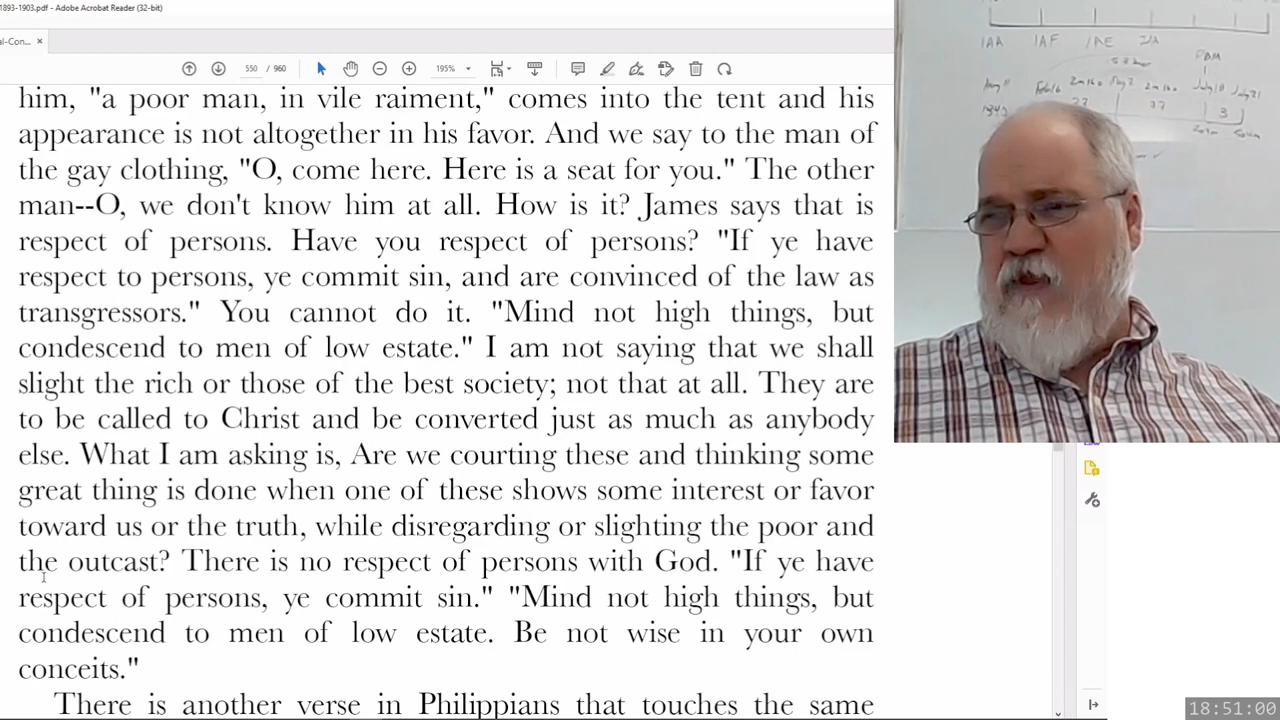 1893-1903.pdf - Adobe Acrobat Reader (32-bit)
al-Con... ×
550 / 960
195%
him, "a poor man, in vile raiment," comes into the tent and his
appearance is not altogether in his favor. And we say to the man of
the gay clothing, "O, come here. Here is a seat for you." The other
man--O, we don't know him at all. How is it? James says that is
respect of persons. Have you respect of persons? "If ye have
respect to persons, ye commit sin, and are convinced of the law as
transgressors." You cannot do it. "Mind not high things, but
condescend to men of low estate." I am not saying that we shall
slight the rich or those of the best society; not that at all. They are
to be called to Christ and be converted just as much as anybody
else. What I am asking is, Are we courting these and thinking some
great thing is done when one of these shows some interest or favor
toward us or the truth, while disregarding or slighting the poor and
the outcast? There is no respect of persons with God. "If ye have
respect of persons, ye commit sin." "Mind not high things, but
condescend to men of low estate. Be not wise in your own
conceits."
There is another verse in Philippians that touches the same
18:51:00